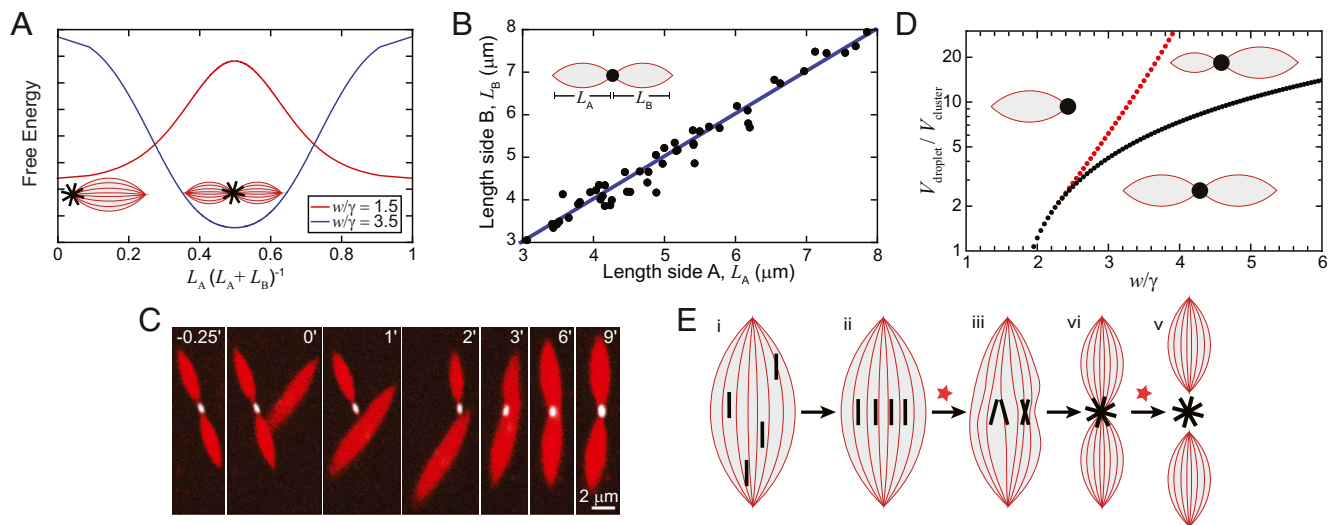 A
Free Energy
w/γ = 1.5
w/γ = 3.5
0 0.2 0.4 0.6 0.8 1
L_A (L_A + L_B)^-1
B
Length side B, L_B (μm)
8
7
6
5
4
3
L_A L_B
3 4 5 6 7 8
Length side A, L_A (μm)
D
V_droplet / V_cluster
20
10
5
2
1
1 2 3 4 5 6
w/γ
C
-0.25' 0' 1' 2' 3' 6' 9'
2 μm
E
i ii iii vi v